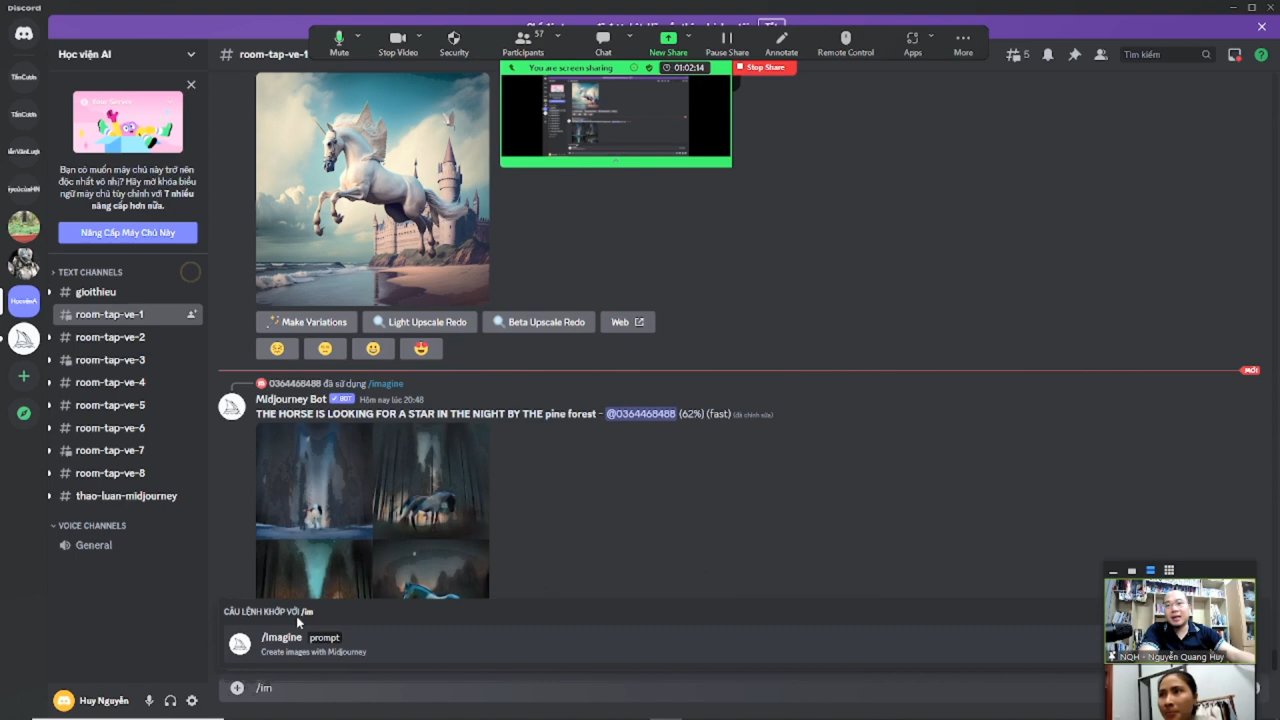 Discord
57
Mute
Stop Video
Security
Participants
Chat
New Share
Pause Share
Annotate
Remote Control
Apps
More
You are screen sharing
01:02:14
Stop Share
Học viện AI
# room-tap-ve-1
5
Tìm kiếm
Bạn có muốn máy chủ này trở nên
độc nhất vô nhị? Hãy mở khóa biểu
ngữ máy chủ tùy chỉnh với 7 nhiều
nâng cấp hơn nữa.
Nâng Cấp Máy Chủ Này
TEXT CHANNELS
# gioithieu
room-tap-ve-1
# room-tap-ve-2
room-tap-ve-3
# room-tap-ve-4
# room-tap-ve-5
# room-tap-ve-6
room-tap-ve-7
# room-tap-ve-8
# thao-luan-midjourney
VOICE CHANNELS
General
Make Variations
Light Upscale Redo
Beta Upscale Redo
Web
MỚI
0364468488 đã sử dụng /imagine
Midjourney Bot ✓ BOT Hôm nay lúc 20:48
THE HORSE IS LOOKING FOR A STAR IN THE NIGHT BY THE pine forest - @0364468488 (62%) (fast) (đã chỉnh sửa)
CÂU LỆNH KHỚP VỚI /im
/imagine prompt
Create images with Midjourney
/im
Huy Nguyễn
NQH - Nguyễn Quang Huy